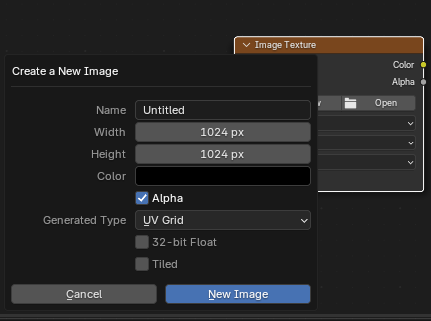 Image Texture
Color
Alpha
Open
Create a New Image
Name Untitled
Width 1024 px
Height 1024 px
Color
Alpha
Generated Type UV Grid
32-bit Float
Tiled
Cancel New Image